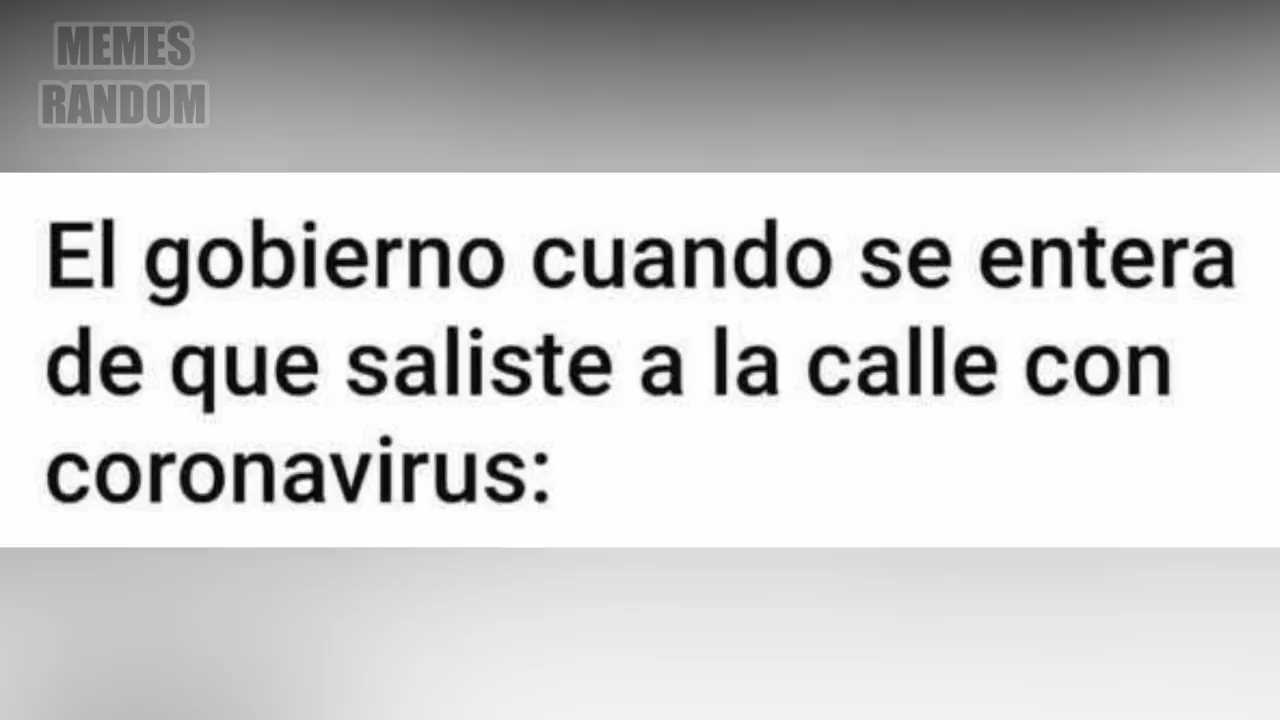 MEMES
RANDOM
El gobierno cuando se entera
de que saliste a la calle con
coronavirus: